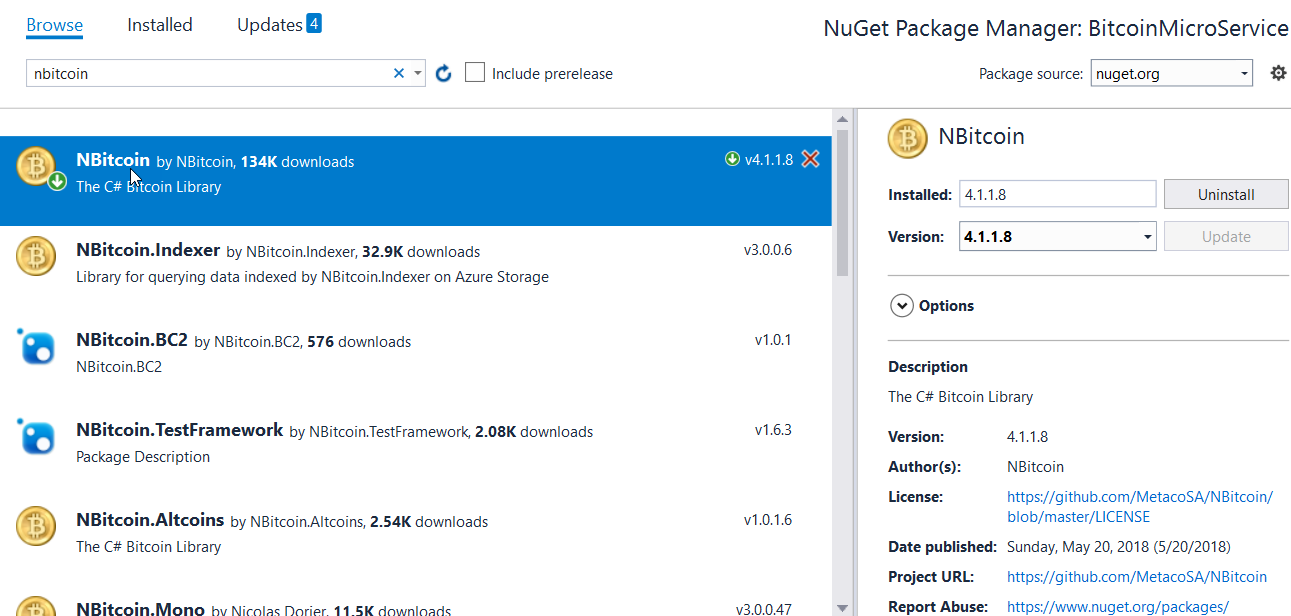 Browse Installed Updates 4
NuGet Package Manager: BitcoinMicroService
nbitcoin
Include prerelease
Package source: nuget.org
NBitcoin by NBitcoin, 134K downloads v4.1.1.8
The C# Bitcoin Library
NBitcoin.Indexer by NBitcoin.Indexer, 32.9K downloads v3.0.0.6
Library for querying data indexed by NBitcoin.Indexer on Azure Storage
NBitcoin.BC2 by NBitcoin.BC2, 576 downloads v1.0.1
NBitcoin.BC2
NBitcoin.TestFramework by NBitcoin.TestFramework, 2.08K downloads v1.6.3
Package Description
NBitcoin.Altcoins by NBitcoin.Altcoins, 2.54K downloads v1.0.1.6
The C# Bitcoin Library
NBitcoin.Mono by Nicolas Dorier, 11.5K downloads v3.0.0.47
NBitcoin
Installed: 4.1.1.8 Uninstall
Version: 4.1.1.8 Update
Options
Description
The C# Bitcoin Library
Version: 4.1.1.8
Author(s): NBitcoin
License: https://github.com/MetacoSA/NBitcoin/
blob/master/LICENSE
Date published: Sunday, May 20, 2018 (5/20/2018)
Project URL: https://github.com/MetacoSA/NBitcoin
Report Abuse: https://www.nuget.org/packages/